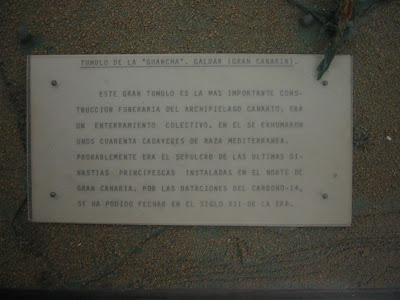 TUMULO DE LA "GUANCHA". GALDAR (GRAN CANARIA).
ESTE GRAN TUMULO ES LA MAS IMPORTANTE CONS-
TRUCCION FUNERARIA DEL ARCHIPIELAGO CANARIO, ERA
UN ENTERRAMIENTO COLECTIVO, EN EL SE EXHUMARON
UNOS CUARENTA CADAVERES DE RAZA MEDITERRANEA.
PROBABLEMENTE ERA EL SEPULCRO DE LAS ULTIMAS DI-
NASTIAS PRINCIPESCAS INSTALADAS EN EL NORTE DE
GRAN CANARIA. POR LAS DATACIONES DEL CARBONO-14,
SE HA PODIDO FECHAR EN EL SIGLO XII DE LA ERA.